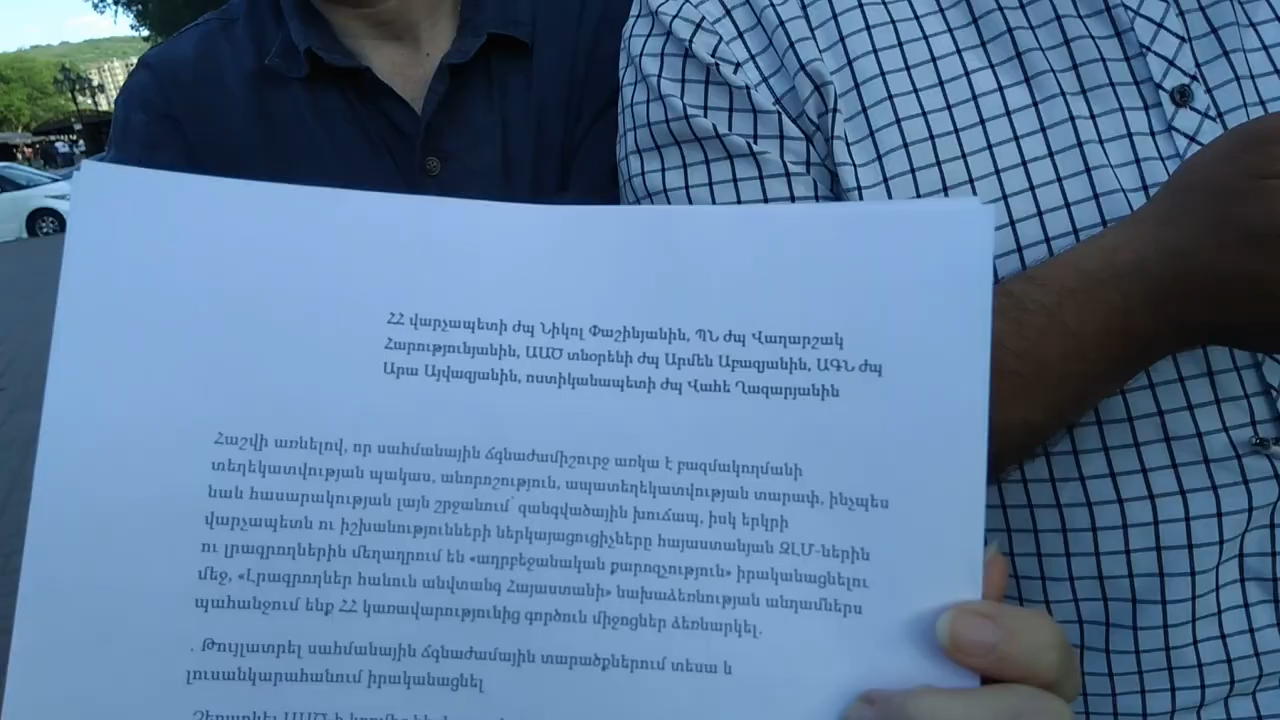 ՀՀ վարչապետի ժպ Նիկոլ Փաշինյանին, ՊՆ ժպ Վաղարշակ
Հարությունյանին, ԱԱԾ տնօրենի ժպ Արմեն Աբազյանին, ԱԳՆ ժպ
Արա Այվազյանին, ոստիկանապետի ժպ Վահե Ղազարյանին
Հաշվի առնելով, որ սահմանային ճգնաժամիշուրջ առկա է բազմակողմանի
տեղեկատվության պակաս, անորոշություն, ապատեղեկատվության տարափ, ինչպես
նաև հասարակության լայն շրջանում՝ զանգվածային խուճապ, իսկ երկրի
վարչապետն ու իշխանությունների ներկայացուցիչները հայաստանյան ԶԼՄ-ներին
ու լրագրողներին մեղադրում են «ադրբեջանական քարոզչություն» իրականացնելու
մեջ, «Լրագրողներ հանուն անվտանգ Հայաստանի» նախաձեռնության անդամներս
պահանջում ենք ՀՀ կառավարությունից գործուն միջոցներ ձեռնարկել.
. Թույլատրել սահմանային ճգնաժամային տարածքներում տեսա և
լուսանկարահանում իրականացնել